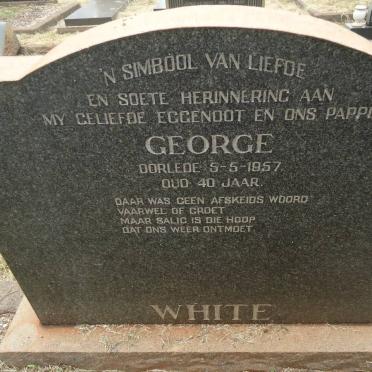 'N SIMBOOL VAN LIEFDE
EN SOETE HERINNERING AAN
MY GELIEFDE EGGENOOT EN ONS PAPPIE
GEORGE
OORLEDE 5-5-1957
OUD 40 JAAR.
DAAR WAS GEEN AFSKEIDS WOORD
VAARWEL OF GROET
MAAR SALIG IS DIE HOOP
DAT ONS WEER ONTMOET.
WHITE